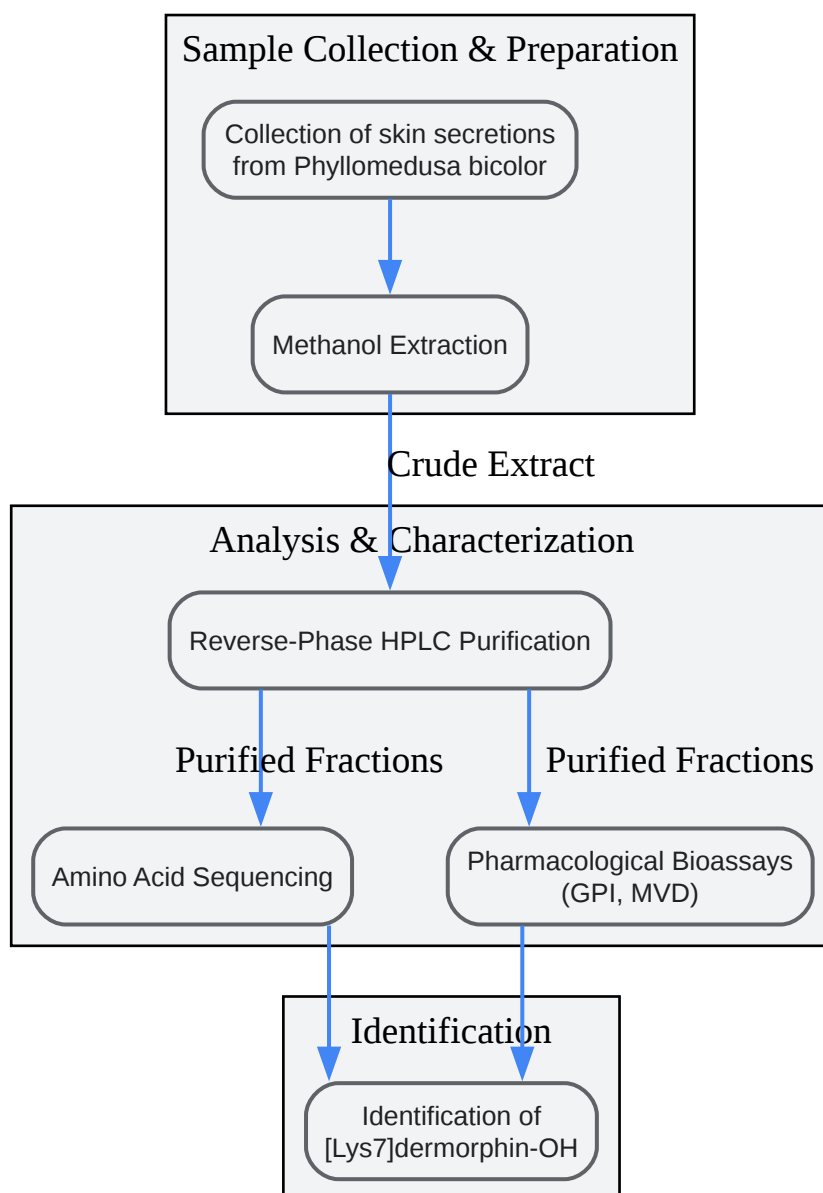 Sample Collection & Preparation
Collection of skin secretions
from Phyllomedusa bicolor
Methanol Extraction
Crude Extract
Analysis & Characterization
Reverse-Phase HPLC Purification
Purified Fractions
Purified Fractions
Amino Acid Sequencing
Pharmacological Bioassays
(GPI, MVD)
Identification
Identification of
[Lys7]dermorphin-OH